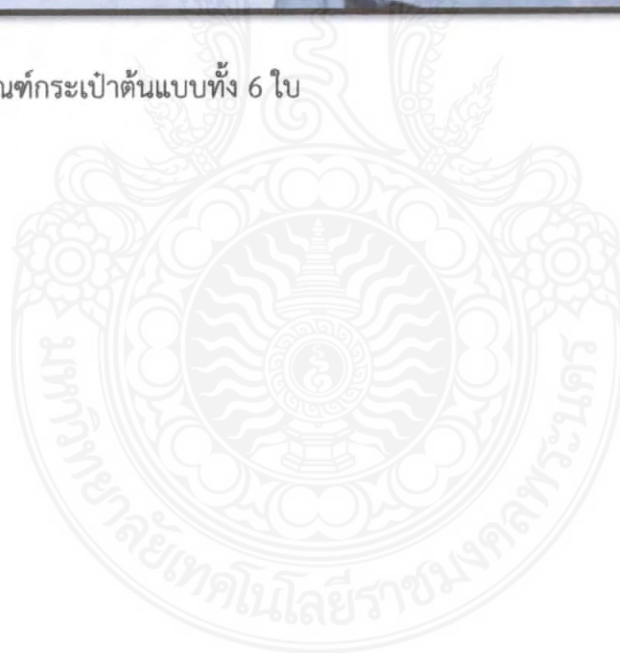 ณฑ์กระเป๋าต้นแบบทั้ง 6 ใบ
มหาวิทยาลัยเทคโนโลยีราชมงคลพระนคร